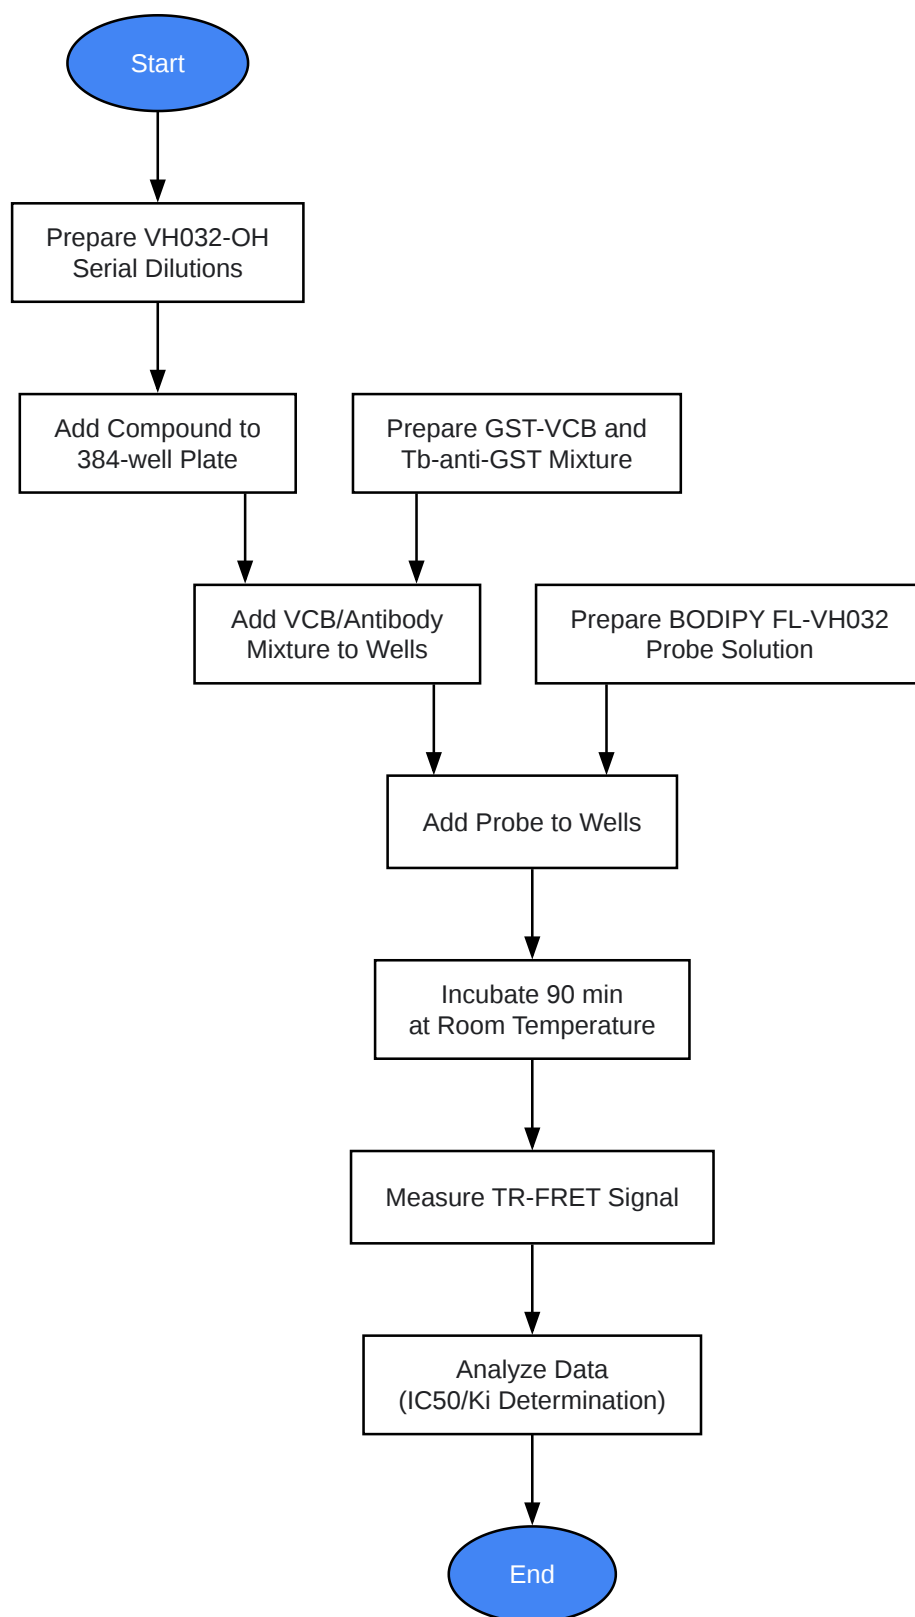 Start
Prepare VH032-OH
Serial Dilutions
Add Compound to
384-well Plate
Prepare GST-VCB and
Tb-anti-GST Mixture
Add VCB/Antibody
Mixture to Wells
Prepare BODIPY FL-VH032
Probe Solution
Add Probe to Wells
Incubate 90 min
at Room Temperature
Measure TR-FRET Signal
Analyze Data
(IC50/Ki Determination)
End